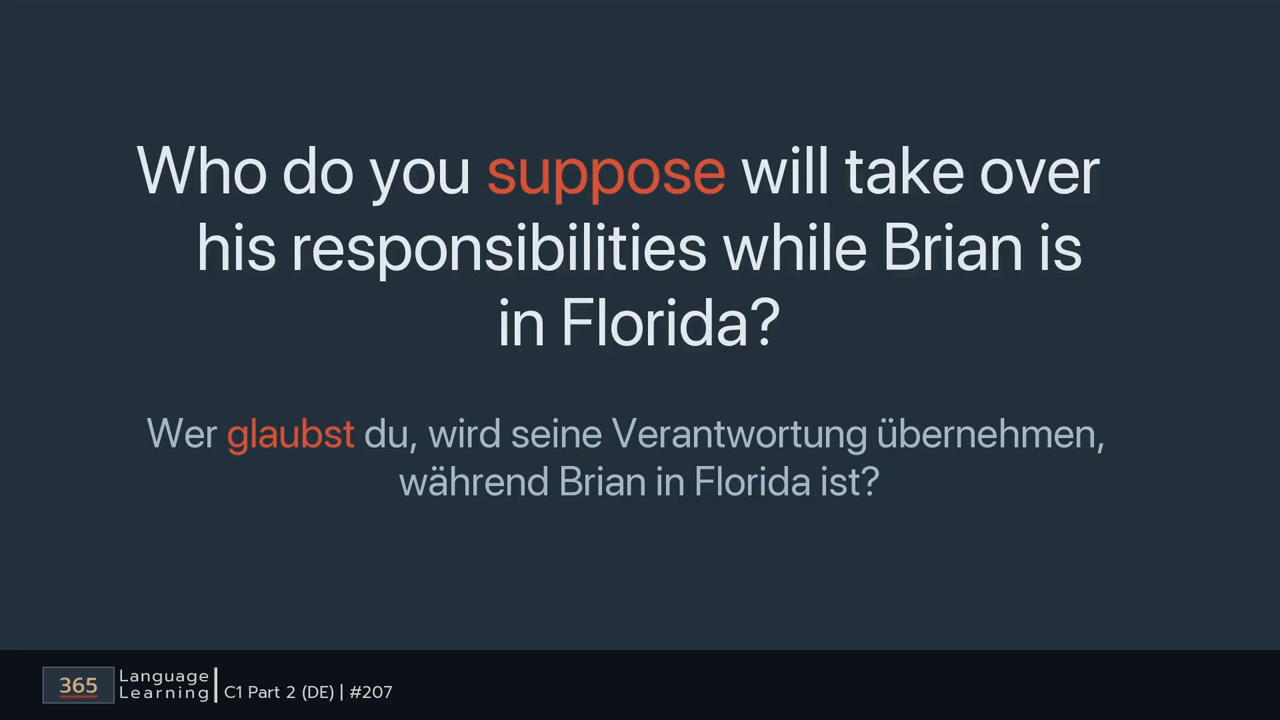 Who do you suppose will take over
his responsibilities while Brian is
in Florida?
Wer glaubst du, wird seine Verantwortung übernehmen,
während Brian in Florida ist?
365
Language
Learning
C1 Part 2 (DE) | #207